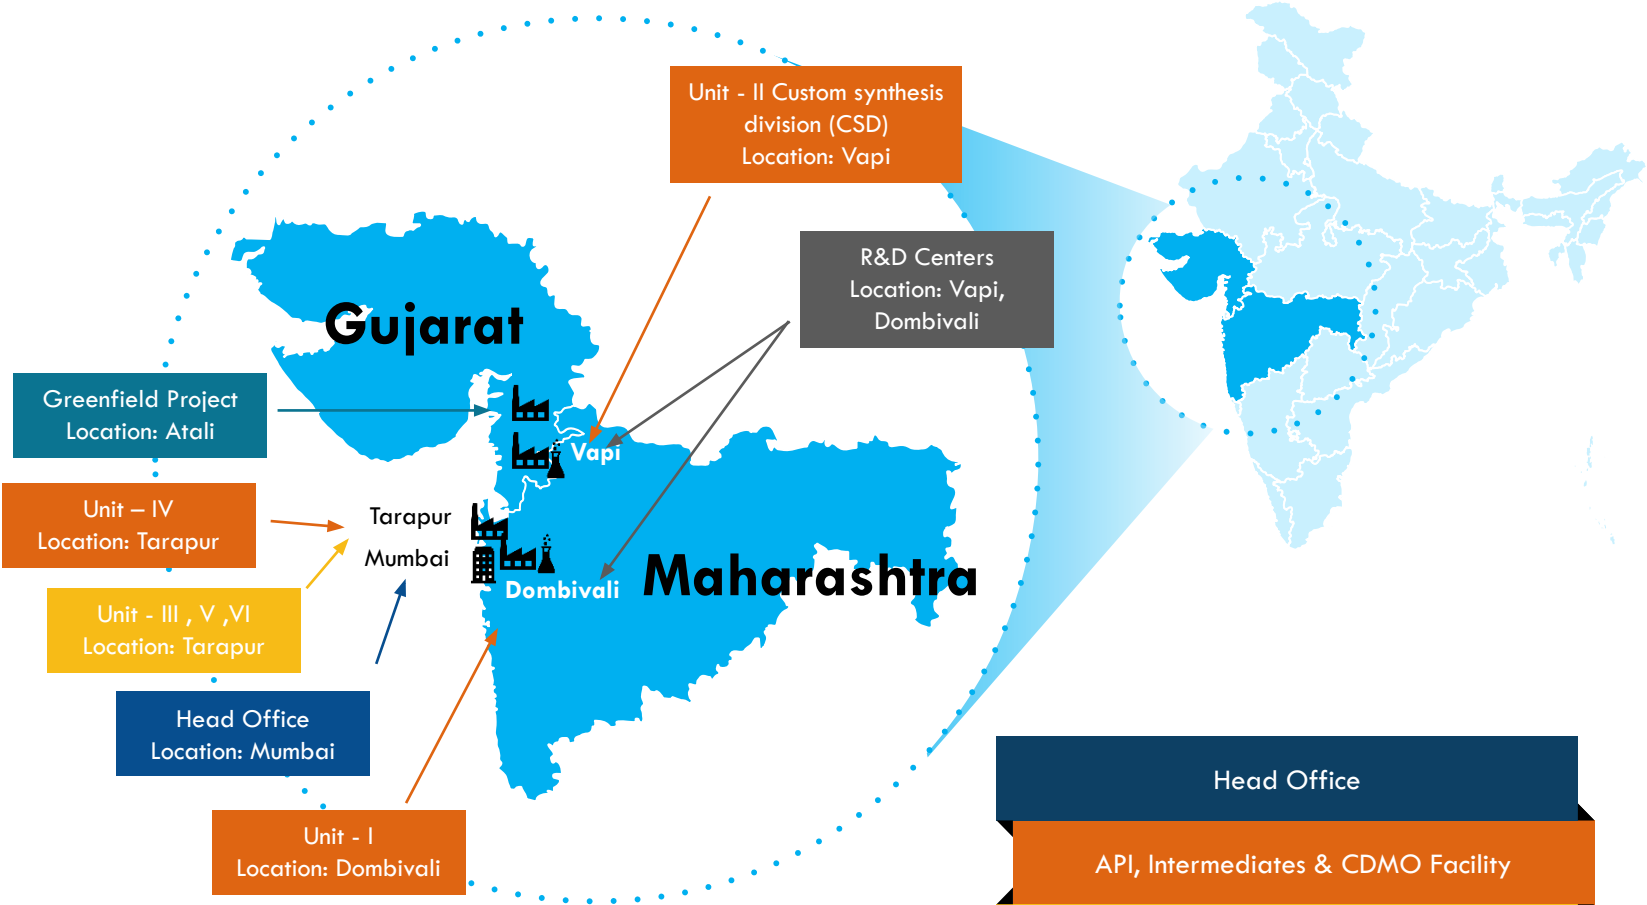 Unit - II Custom synthesis
division (CSD)
Location: Vapi
R&D Centers
Location: Vapi,
Dombivali
Gujarat
Greenfield Project
Location: Atali
Vapi
Unit – IV
Location: Tarapur
Tarapur
Mumbai
Dombivali
Maharashtra
Unit - III , V ,VI
Location: Tarapur
Head Office
Location: Mumbai
Unit - I
Location: Dombivali
Head Office
API, Intermediates & CDMO Facility